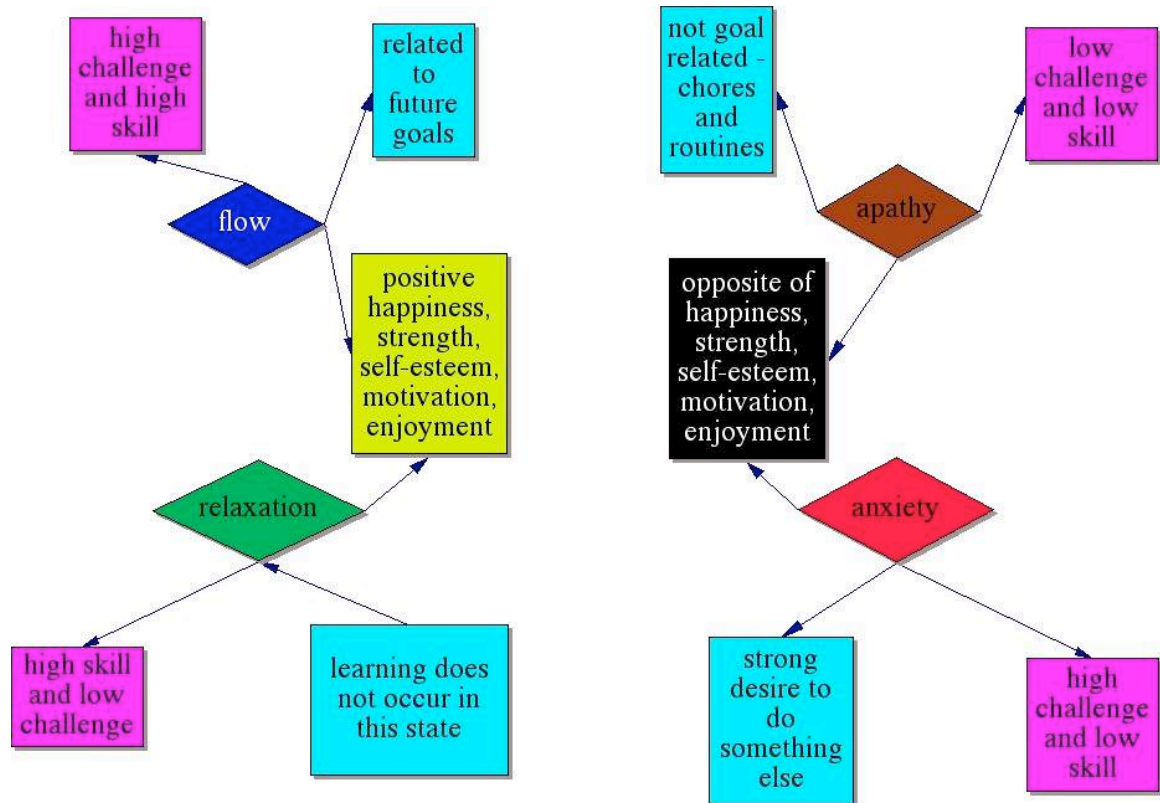 high
challenge
and high
skill
related
to
future
goals
not goal
related -
chores
and
routines
low
challenge
and low
skill
flow
apathy
positive
happiness,
strength,
self-esteem,
motivation,
enjoyment
opposite of
happiness,
strength,
self-esteem,
motivation,
enjoyment
relaxation
anxiety
high skill
and low
challenge
learning does
not occur in
this state
strong
desire to
do
something
else
high
challenge
and low
skill